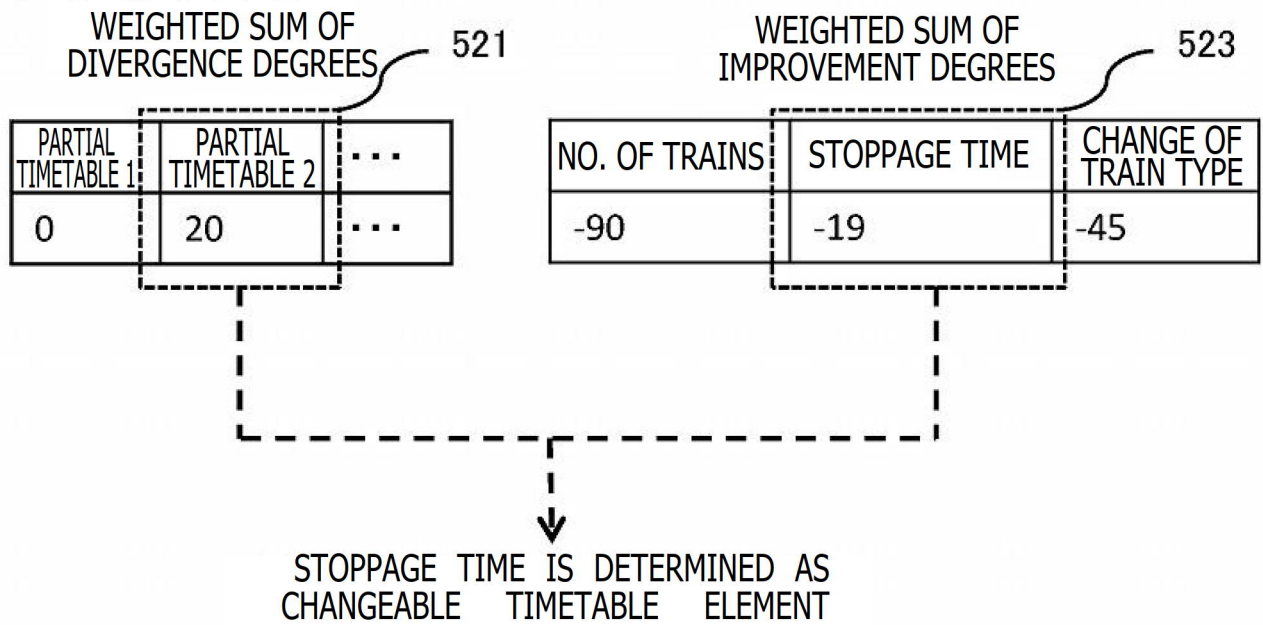 WEIGHTED SUM OF
DIVERGENCE DEGREES
521
PARTIAL
TIMETABLE 1
PARTIAL
TIMETABLE 2
...
0
20
...
WEIGHTED SUM OF
IMPROVEMENT DEGREES
523
NO. OF TRAINS
STOPPAGE TIME
CHANGE OF
TRAIN TYPE
-90
-19
-45
STOPPAGE TIME IS DETERMINED AS
CHANGEABLE TIMETABLE ELEMENT